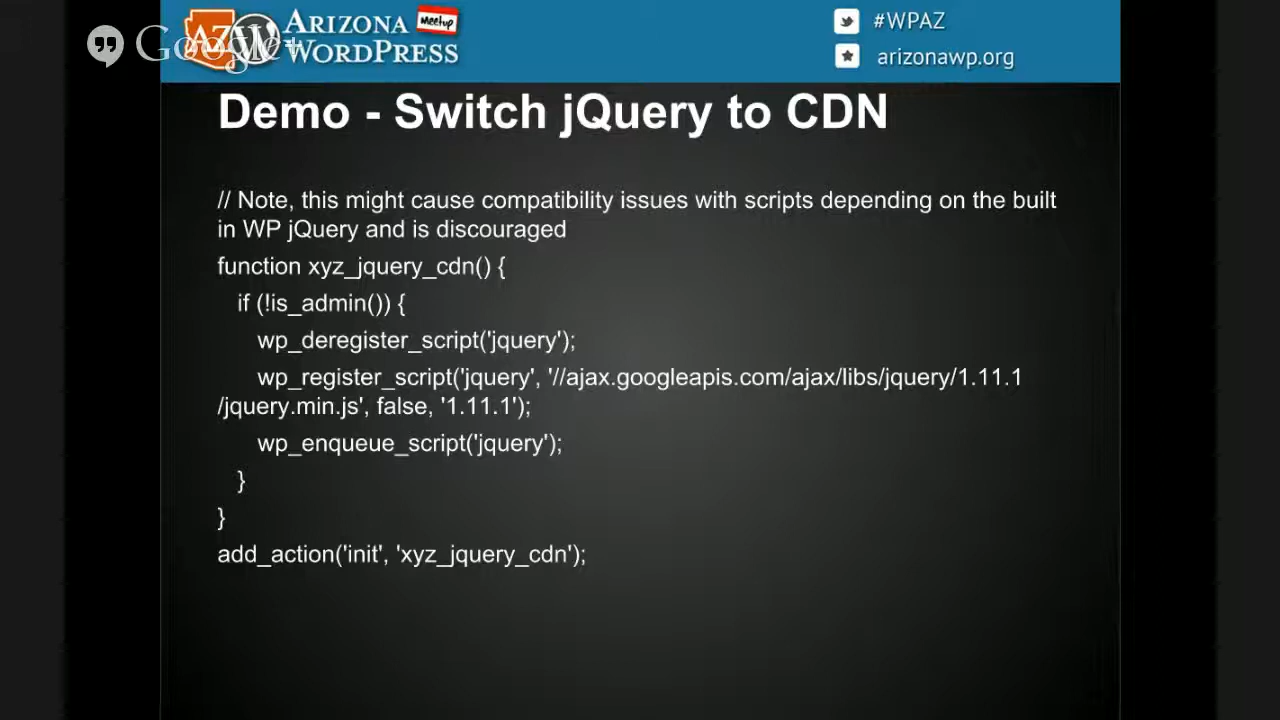 Google+
AZ
W
ARIZONA
meetup
WORDPRESS
#WPAZ
arizonawp.org
Demo - Switch jQuery to CDN
// Note, this might cause compatibility issues with scripts depending on the built
in WP jQuery and is discouraged
function xyz_jquery_cdn() {
if (!is_admin()) {
wp_deregister_script('jquery');
wp_register_script('jquery', '//ajax.googleapis.com/ajax/libs/jquery/1.11.1
/jquery.min.js', false, '1.11.1');
wp_enqueue_script('jquery');
}
}
add_action('init', 'xyz_jquery_cdn');